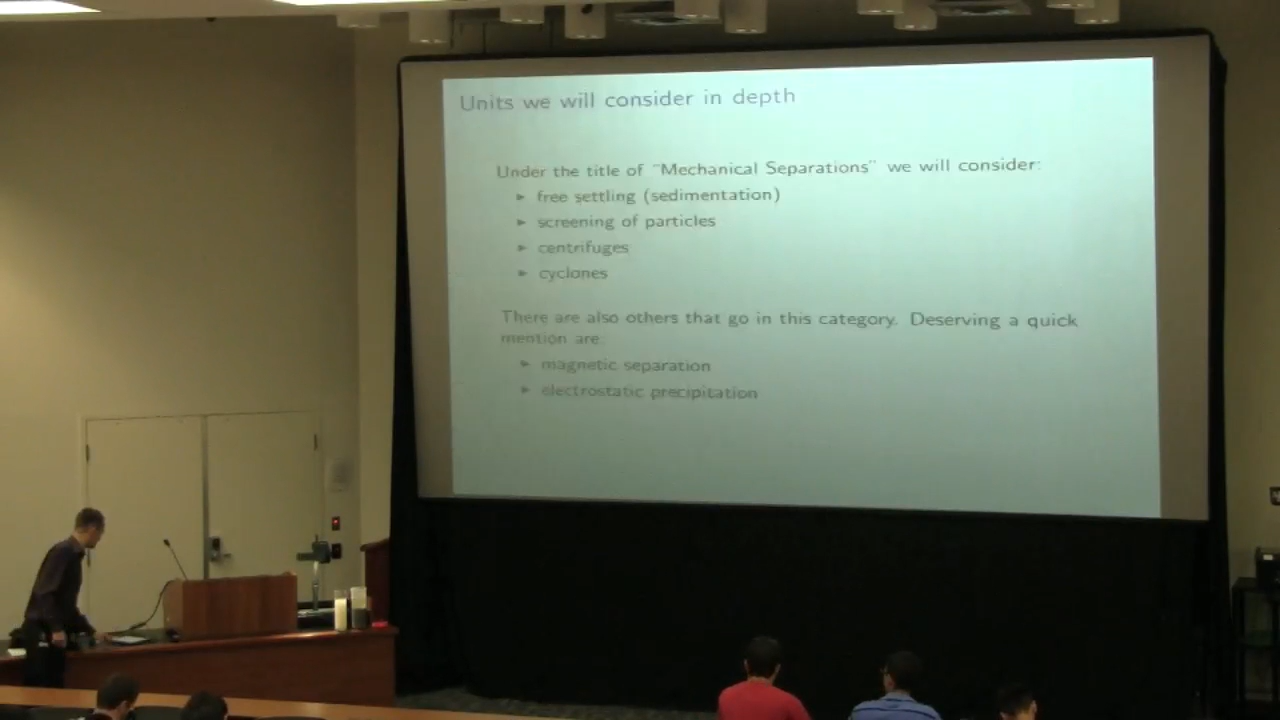 Units we will consider in depth
Under the title of "Mechanical Separations" we will consider:
► free settling (sedimentation)
► screening of particles
► centrifuges
► cyclones
There are also others that go in this category. Deserving a quick
mention are:
► magnetic separation
► electrostatic precipitation